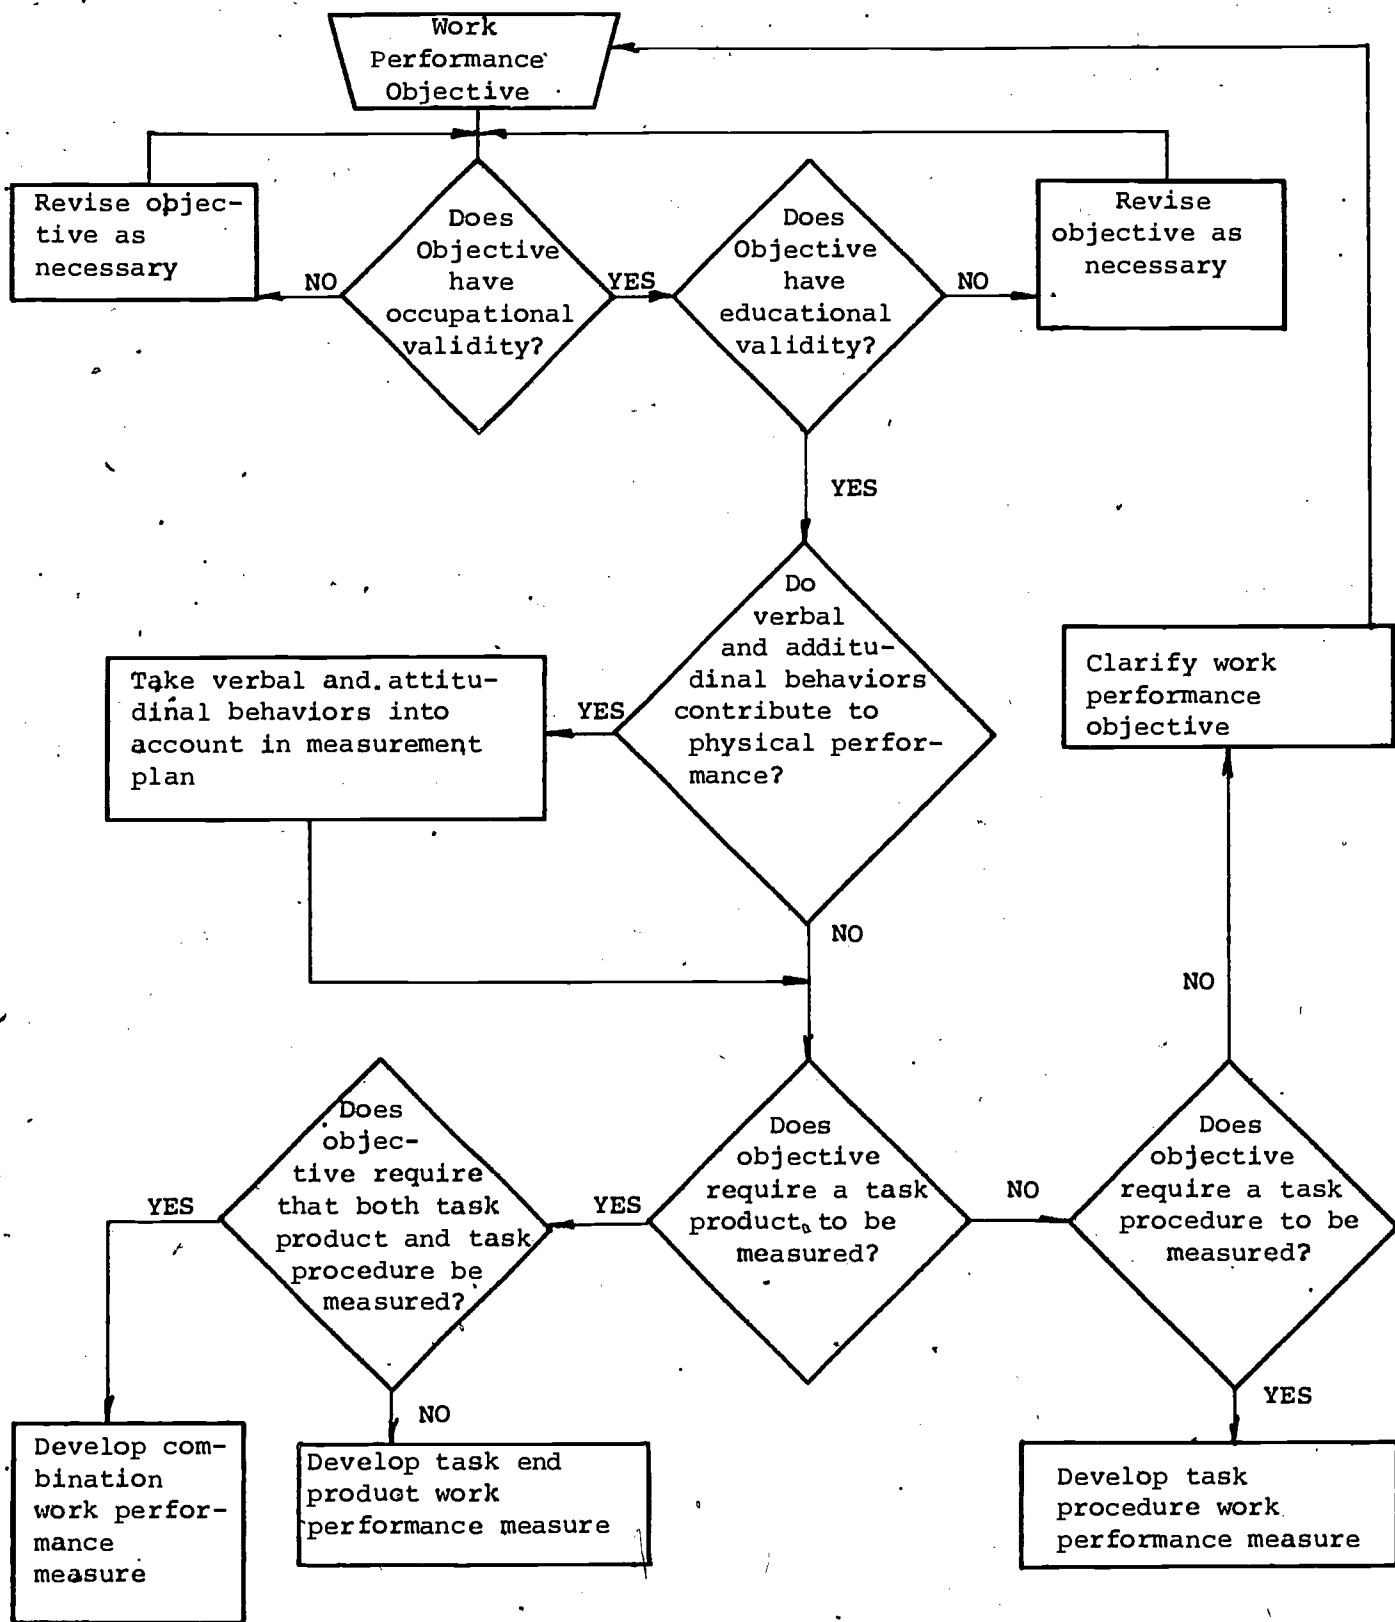 Work
Performance
Objective
Revise objec-
tive as
necessary
NO
Does
Objective
have
occupational
validity?
YES
Does
Objective
have
educational
validity?
NO
Revise
objective as
necessary
YES
Do
verbal
and additu-
dinal behaviors
contribute to
physical perfor-
mance?
YES
Take verbal and attitu-
dinal behaviors into
account in measurement
plan
Clarify work
performance
objective
NO
NO
Does
objec-
tive require
that both task
product and task
procedure be
measured?
YES
YES
Does
objective
require a task
product to be
measured?
NO
Does
objective
require a task
procedure to be
measured?
NO
YES
Develop com-
bination
work perfor-
mance
measure
Develop task end
product work
performance measure
Develop task
procedure work
performance measure